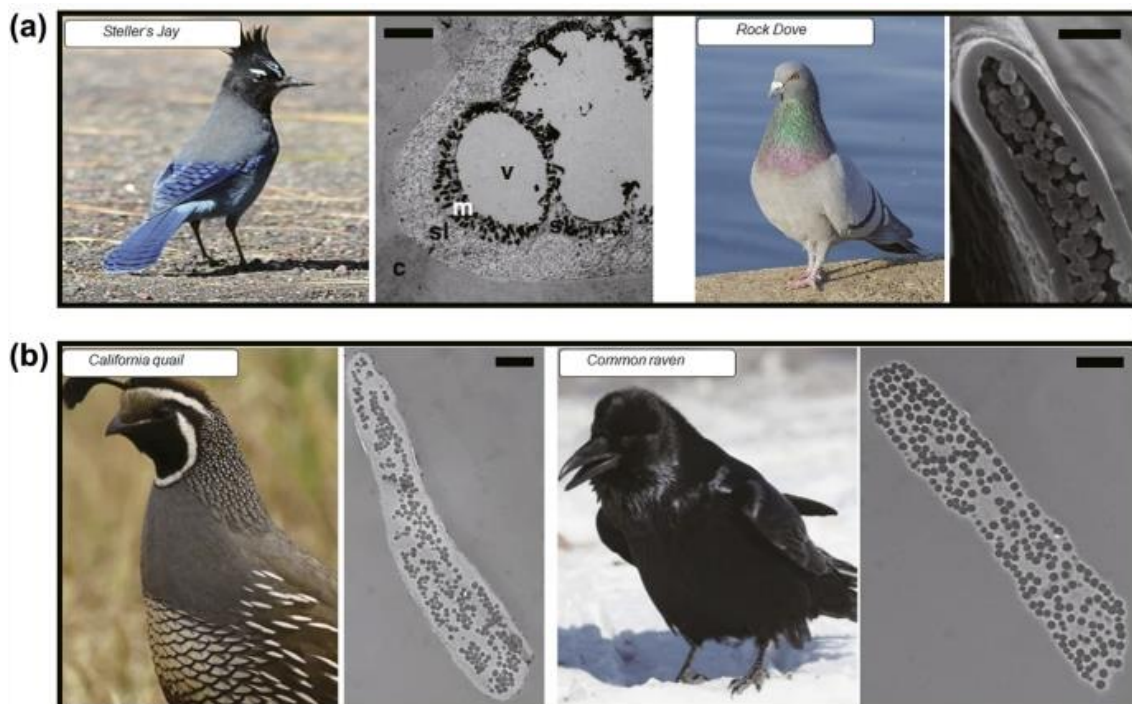 (a)
Steller's Jay
Rock Dove
v
m
sl
sl
c
(b)
California quail
Common raven